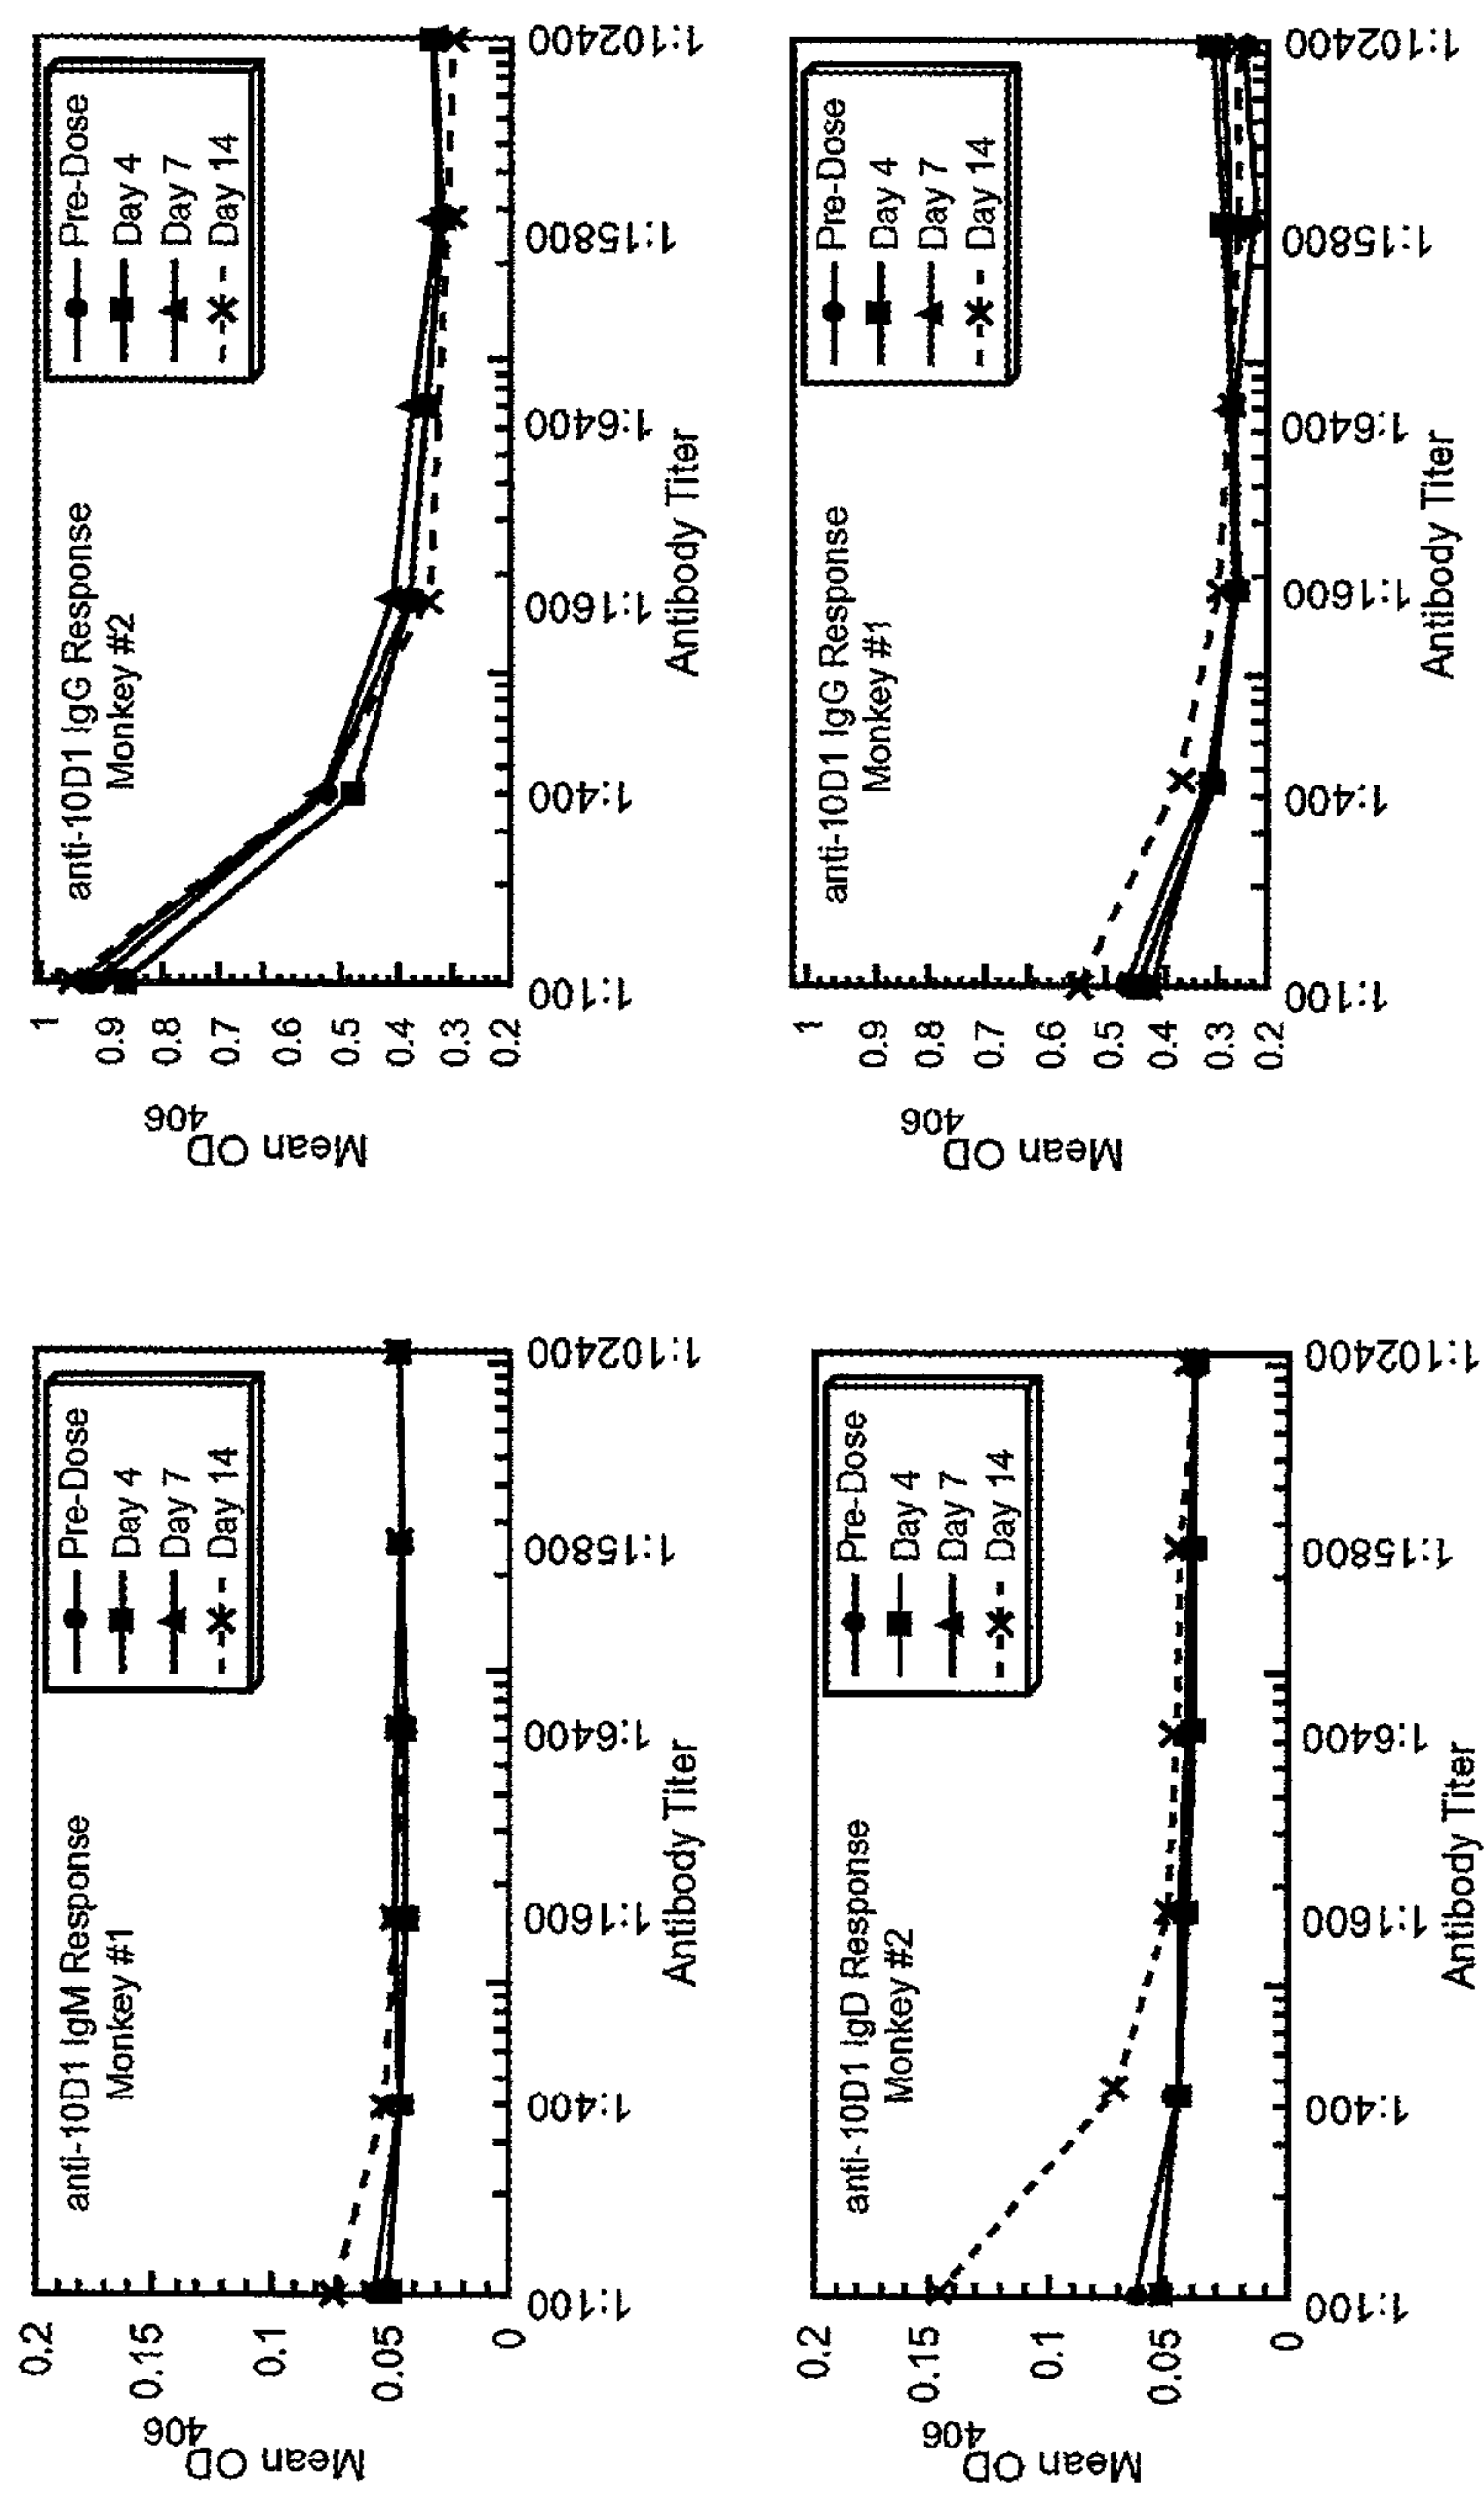 anti-10D1 IgM Response
Monkey #1
Pre-Dose
Day 4
Day 7
Day 14
Mean OD
406
0.2
0.15
0.1
0.05
0
1:100
1:400
1:1600
1:6400
1:15800
1:102400
Antibody Titer
anti-10D1 IgG Response
Monkey #2
Pre-Dose
Day 4
Day 7
Day 14
Mean OD
406
1
0.9
0.8
0.7
0.6
0.5
0.4
0.3
0.2
1:100
1:400
1:1600
1:6400
1:15800
1:102400
Antibody Titer
anti-10D1 IgD Response
Monkey #2
Pre-Dose
Day 4
Day 7
Day 14
Mean OD
406
0.2
0.15
0.1
0.05
0
1:100
1:400
1:1600
1:6400
1:15800
1:102400
Antibody Titer
anti-10D1 IgG Response
Monkey #1
Pre-Dose
Day 4
Day 7
Day 14
Mean OD
406
1
0.9
0.8
0.7
0.6
0.5
0.4
0.3
0.2
1:100
1:400
1:1600
1:6400
1:15800
1:102400
Antibody Titer